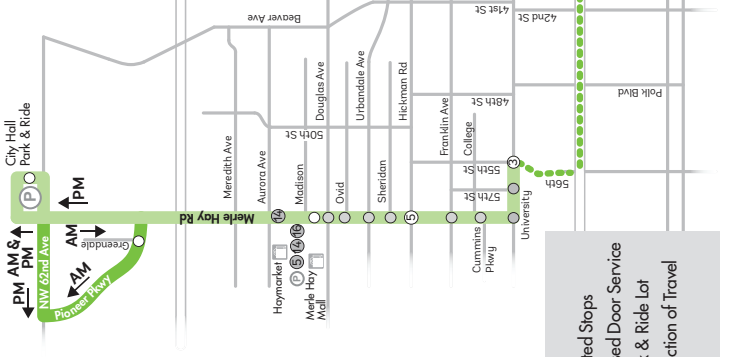 Beaver Ave
41st St
42nd St
City Hall
Park & Ride
P
PM
Meredith Ave
Aurora Ave
Madison
Douglas Ave
Ovid
Urbandale Ave
Sheridan
Hickman Rd
Franklin Ave
College
50th St
48th St
Polk Blvd
55th St
57th St
56th
3
Merle Hay Rd
14
5
University
Cummins
Pkwy
PM
AM &
PM
NW 62nd Ave
AM
AM
Greendale
Pioneer Pkwy
Haymarket
P 5 14 16
Merle Hay
Mall
ted Stops
ed Door Service
& Ride Lot
ction of Travel